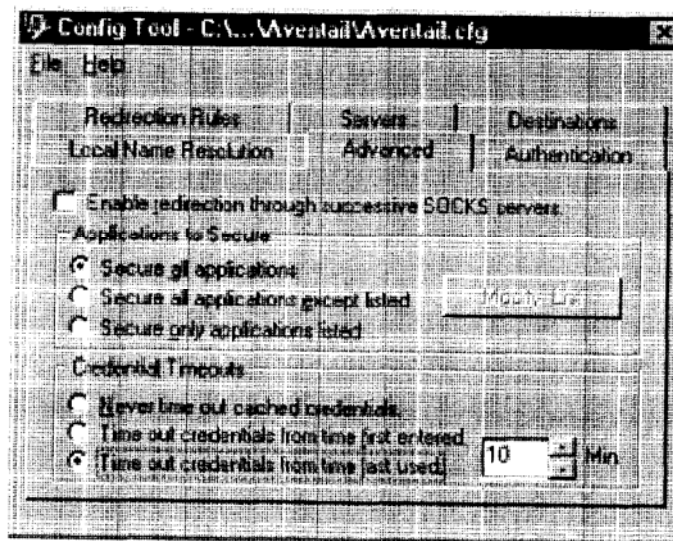 Config Tool - C:\...\Aventail\Aventail.cfg
File Help
Redirection Rules Servers Destinations
Local Name Resolution Advanced Authentication
Enable redirection through successive SOCKS servers.
Applications to Secure
Secure all applications
Secure all applications except listed Modify List
Secure only applications listed
Credential Timeouts
Never time out cached credentials.
Time out credentials from time first entered
Time out credentials from time last used. 10 Min